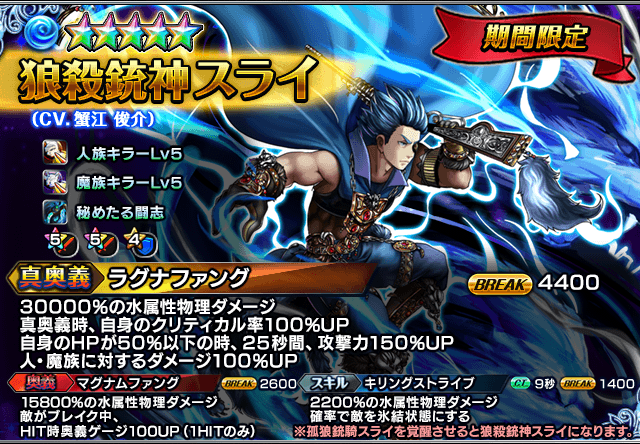 期間限定
狼殺銃神スライ
(CV.蟹江 俊介)
人族キラーLv5
魔族キラーLv5
秘めたる闘志
5 5 4
真奥義 ラグナファング BREAK 4400
30000%の水属性物理ダメージ
真奥義時、自身のクリティカル率100%UP
自身のHPが50%以下の時、25秒間、攻撃力150%UP
人・魔族に対するダメージ100%UP
奥義 マグナムファング BREAK 2600
15800%の水属性物理ダメージ
敵がブレイク中、
HIT時奥義ゲージ100UP (1HITのみ)
スキル キリングストライブ CT 9秒 BREAK 1400
2200%の水属性物理ダメージ
確率で敵を氷結状態にする
※孤狼銃騎スライを覚醒させると狼殺銃神スライになります。